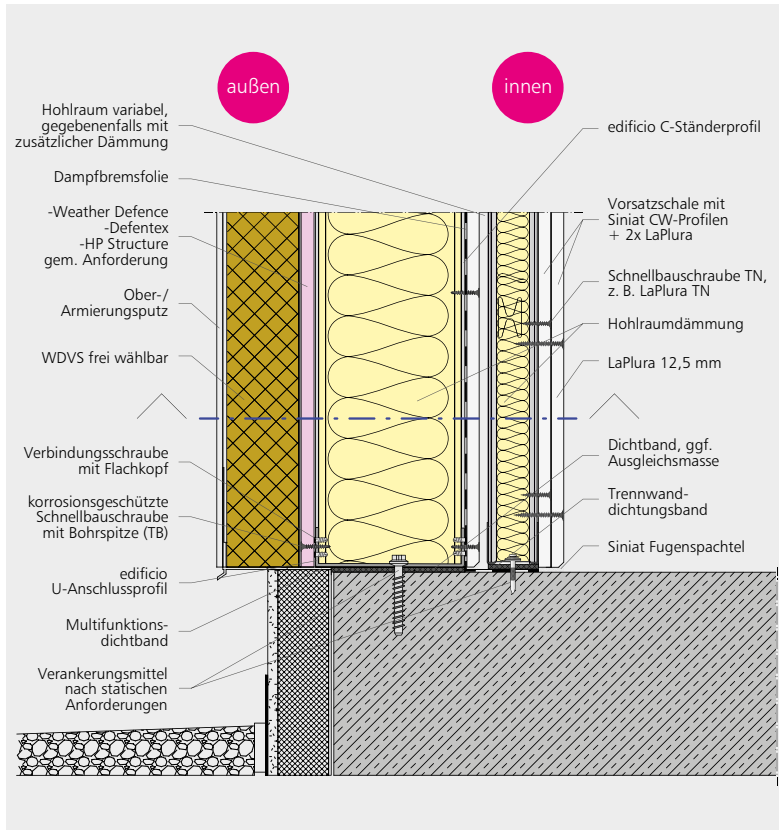 außen
innen
Hohlraum variabel,
gegebenenfalls mit
zusätzlicher Dämmung
Dampfbremsfolie
-Weather Defence
-Defentex
-HP Structure
gem. Anforderung
Ober-/
Armierungsputz
WDVS frei wählbar
Verbindungsschraube
mit Flachkopf
korrosionsgeschützte
Schnellbauschraube
mit Bohrspitze (TB)
edificio
U-Anschlussprofil
Multifunktions-
dichtband
Verankerungsmittel
nach statischen
Anforderungen
edificio C-Ständerprofil
Vorsatzschale mit
Siniat CW-Profilen
+ 2x LaPlura
Schnellbauschraube TN,
z. B. LaPlura TN
Hohlraumdämmung
LaPlura 12,5 mm
Dichtband, ggf.
Ausgleichsmasse
Trennwand-
dichtungsband
Siniat Fugenspachtel